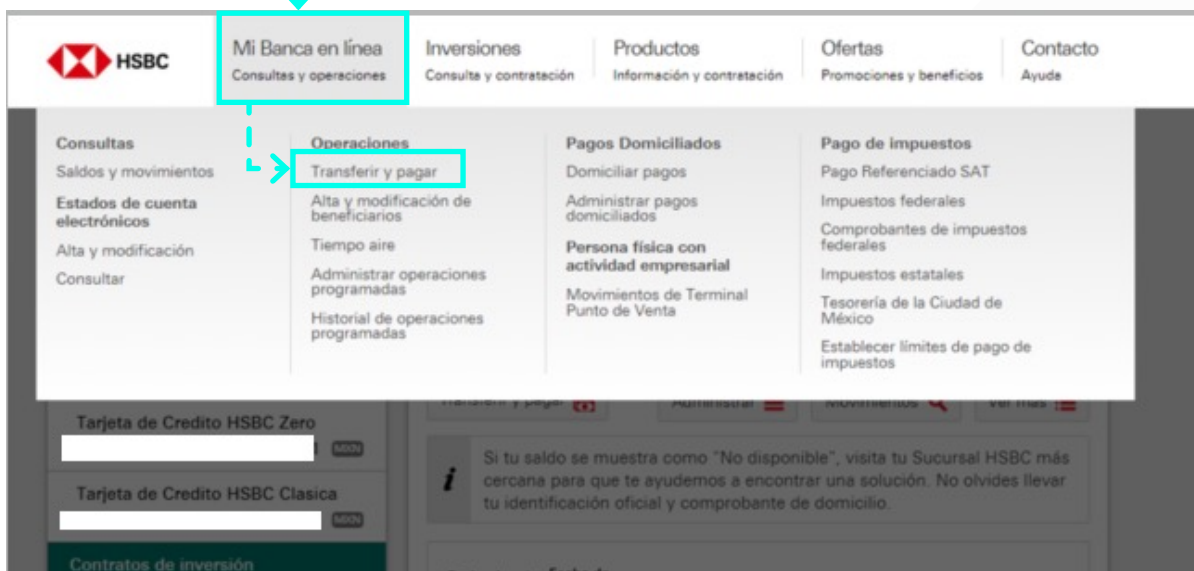 HSBC
Mi Banca en línea
Consultas y operaciones
Inversiones
Consulta y contratación
Productos
Información y contratación
Ofertas
Promociones y beneficios
Contacto
Ayuda
Consultas
Saldos y movimientos
Estados de cuenta
electrónicos
Alta y modificación
Consultar
Operaciones
Transferir y pagar
Alta y modificación de
beneficiarios
Tiempo aire
Administrar operaciones
programadas
Historial de operaciones
programadas
Pagos Domiciliados
Domiciliar pagos
Administrar pagos
domiciliados
Persona física con
actividad empresarial
Movimientos de Terminal
Punto de Venta
Pago de impuestos
Pago Referenciado SAT
Impuestos federales
Comprobantes de impuestos
federales
Impuestos estatales
Tesorería de la Ciudad de
México
Establecer límites de pago de
impuestos
Tarjeta de Credito HSBC Zero
MXN
Tarjeta de Credito HSBC Clasica
MXN
Contratos de inversión
Transferir y pagar
Administrar
Movimientos
Ver más
Si tu saldo se muestra como "No disponible", visita tu Sucursal HSBC más
cercana para que te ayudemos a encontrar una solución. No olvides llevar
tu identificación oficial y comprobante de domicilio.